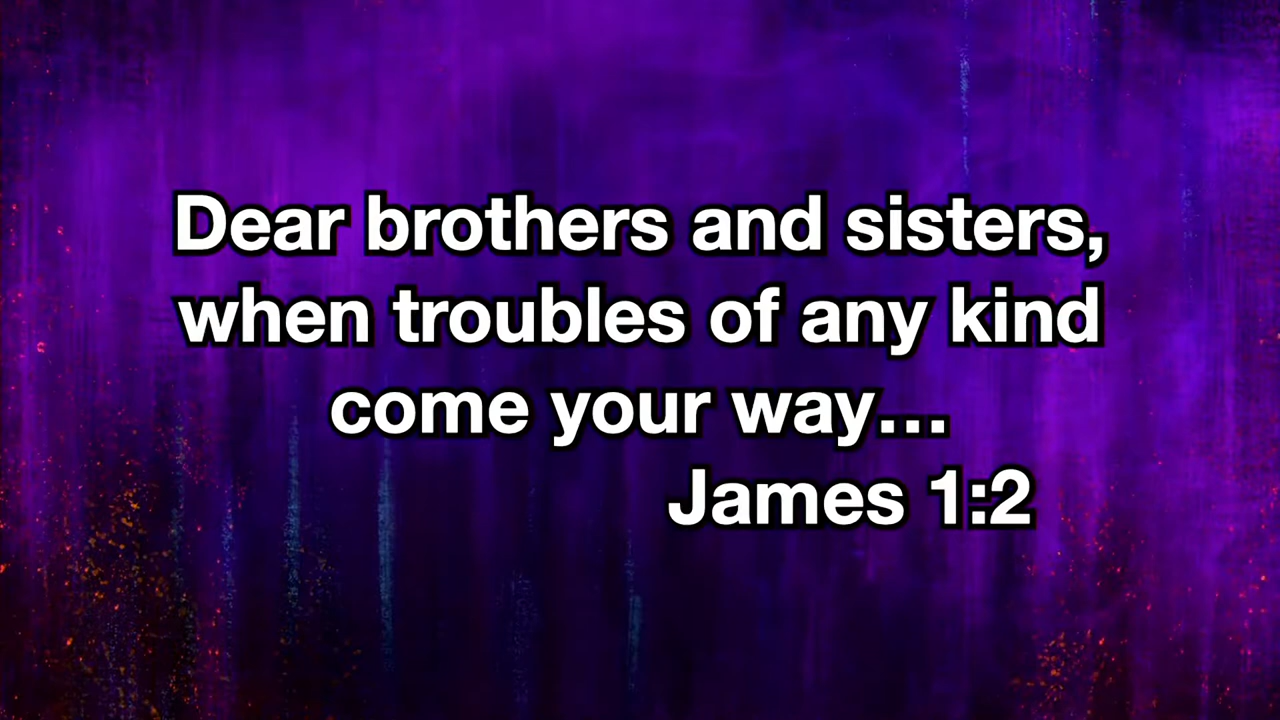 Dear brothers and sisters,
when troubles of any kind
come your way…
James 1:2